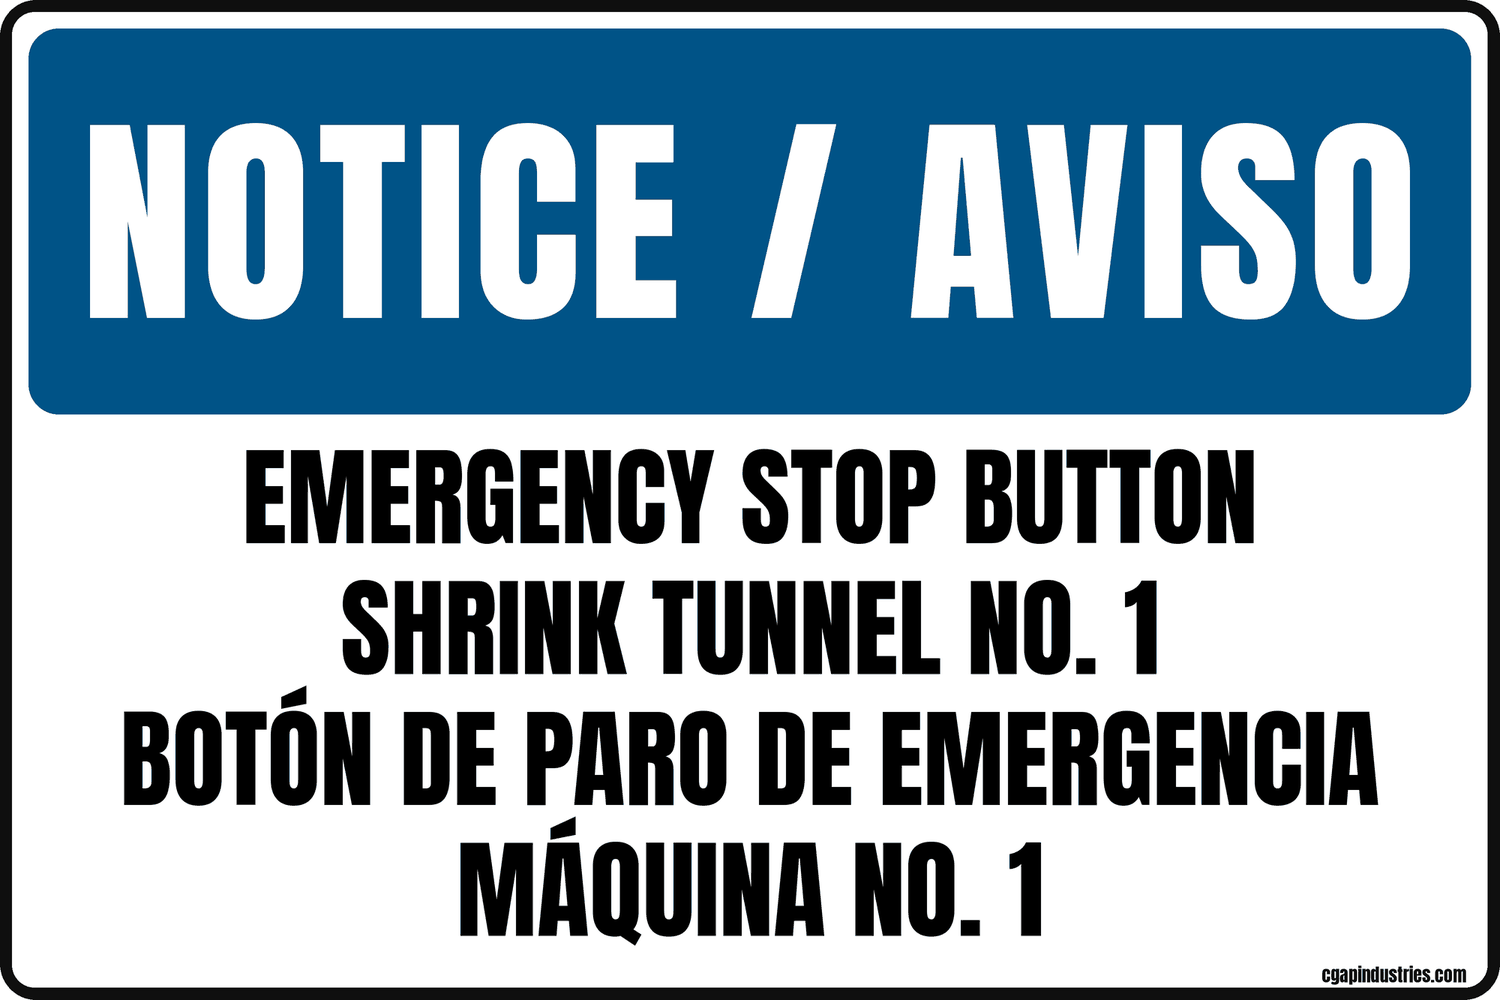 NOTICE / AVISO
EMERGENCY STOP BUTTON
SHRINK TUNNEL NO. 1
BOTÓN DE PARO DE EMERGENCIA
MÁQUINA NO. 1
cgapindustries.com